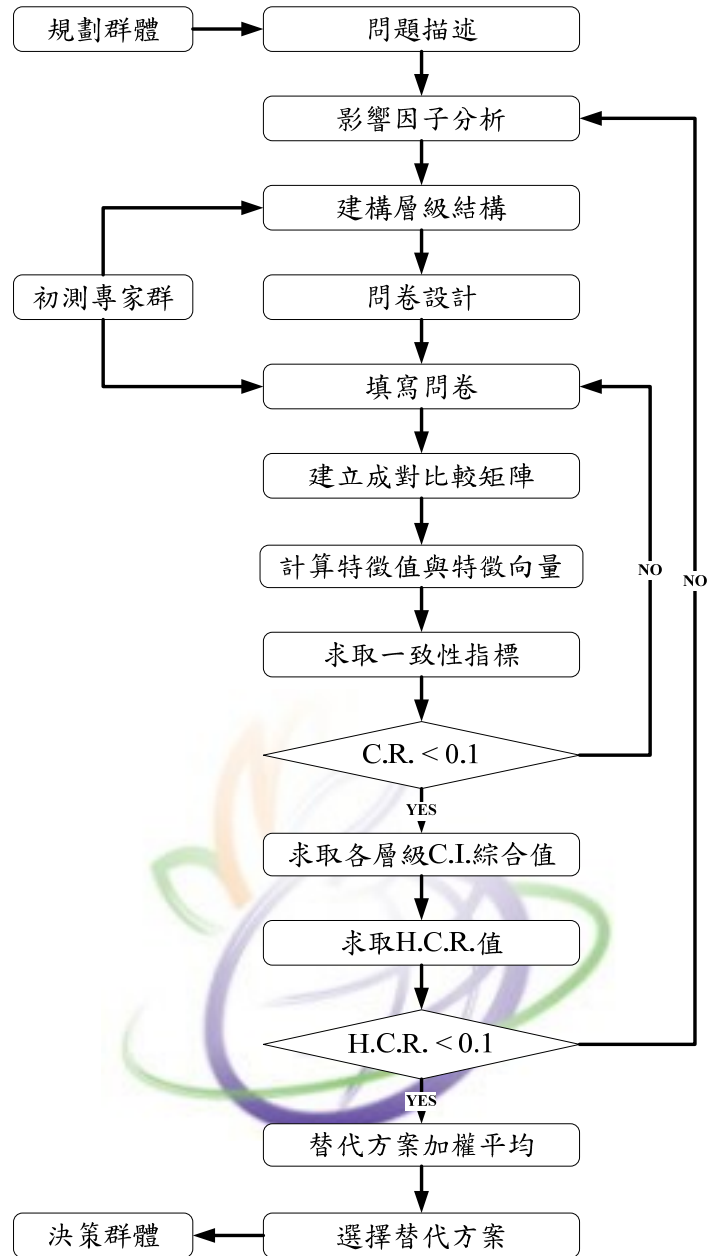 規劃群體
問題描述
影響因子分析
建構層級結構
初測專家群
問卷設計
填寫問卷
建立成對比較矩陣
計算特徵值與特徵向量
NO
NO
求取一致性指標
C.R. < 0.1
YES
求取各層級C.I.綜合值
求取H.C.R.值
H.C.R. < 0.1
YES
替代方案加權平均
決策群體
選擇替代方案